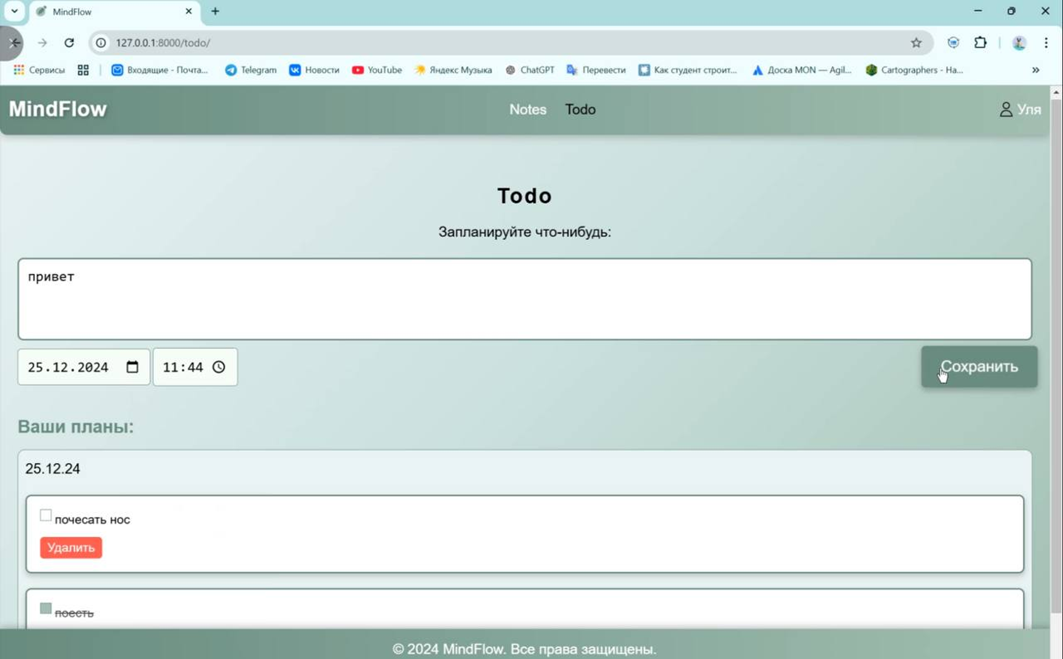 MindFlow
127.0.0.1:8000/todo/
Сервисы Входящие - Почта... Telegram Новости YouTube Яндекс Музыка ChatGPT Перевести Как студент строит... Доска MON — Agil... Cartographers - На... »
MindFlow Notes Todo Уля
Todo
Запланируйте что-нибудь:
привет
25.12.2024 11:44 Сохранить
Ваши планы:
25.12.24
почесать нос
Удалить
поесть
© 2024 MindFlow. Все права защищены.